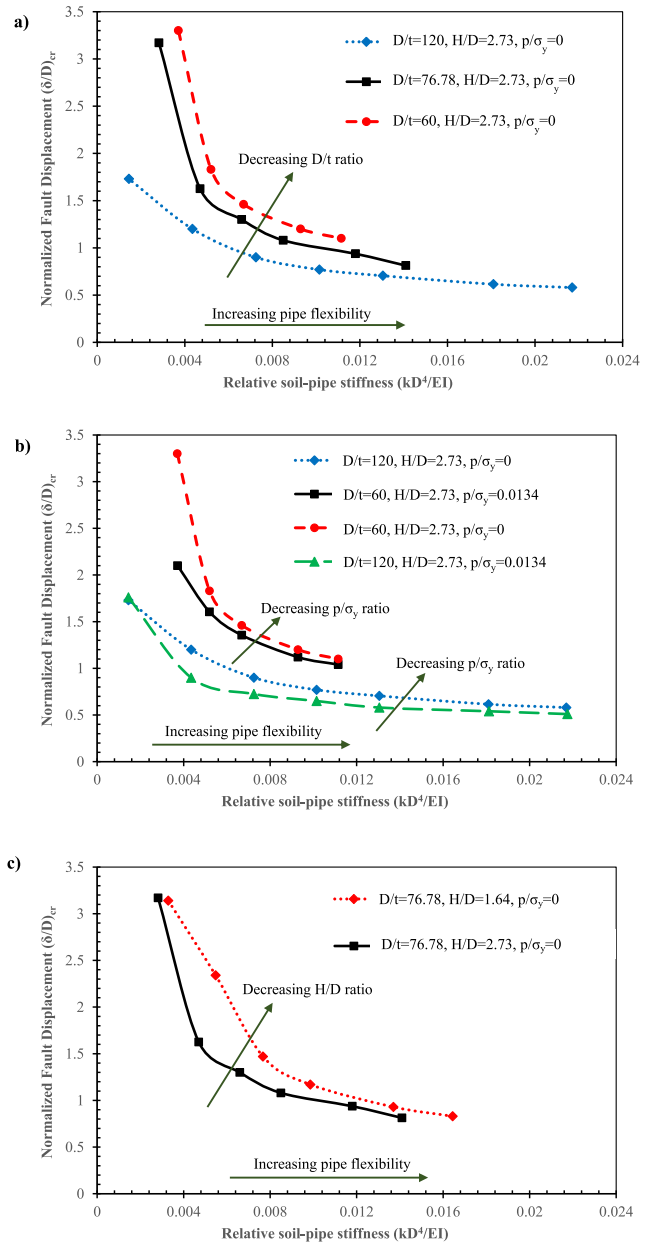 a)
3.5
3
2.5
2
1.5
1
0.5
0
Normalized Fault Displacement (δ/D)cr
D/t=120, H/D=2.73, p/σy=0
D/t=76.78, H/D=2.73, p/σy=0
D/t=60, H/D=2.73, p/σy=0
Decreasing D/t ratio
Increasing pipe flexibility
0 0.004 0.008 0.012 0.016 0.02 0.024
Relative soil-pipe stiffness (kD⁴/EI)
b)
3.5
3
2.5
2
1.5
1
0.5
0
Normalized Fault Displacement (δ/D)cr
D/t=120, H/D=2.73, p/σy=0
D/t=60, H/D=2.73, p/σy=0.0134
D/t=60, H/D=2.73, p/σy=0
D/t=120, H/D=2.73, p/σy=0.0134
Decreasing p/σy ratio
Decreasing p/σy ratio
Increasing pipe flexibility
0 0.004 0.008 0.012 0.016 0.02 0.024
Relative soil-pipe stiffness (kD⁴/EI)
c)
3.5
3
2.5
2
1.5
1
0.5
0
Normalized Fault Displacement (δ/D)cr
D/t=76.78, H/D=1.64, p/σy=0
D/t=76.78, H/D=2.73, p/σy=0
Decreasing H/D ratio
Increasing pipe flexibility
0 0.004 0.008 0.012 0.016 0.02 0.024
Relative soil-pipe stiffness (kD⁴/EI)